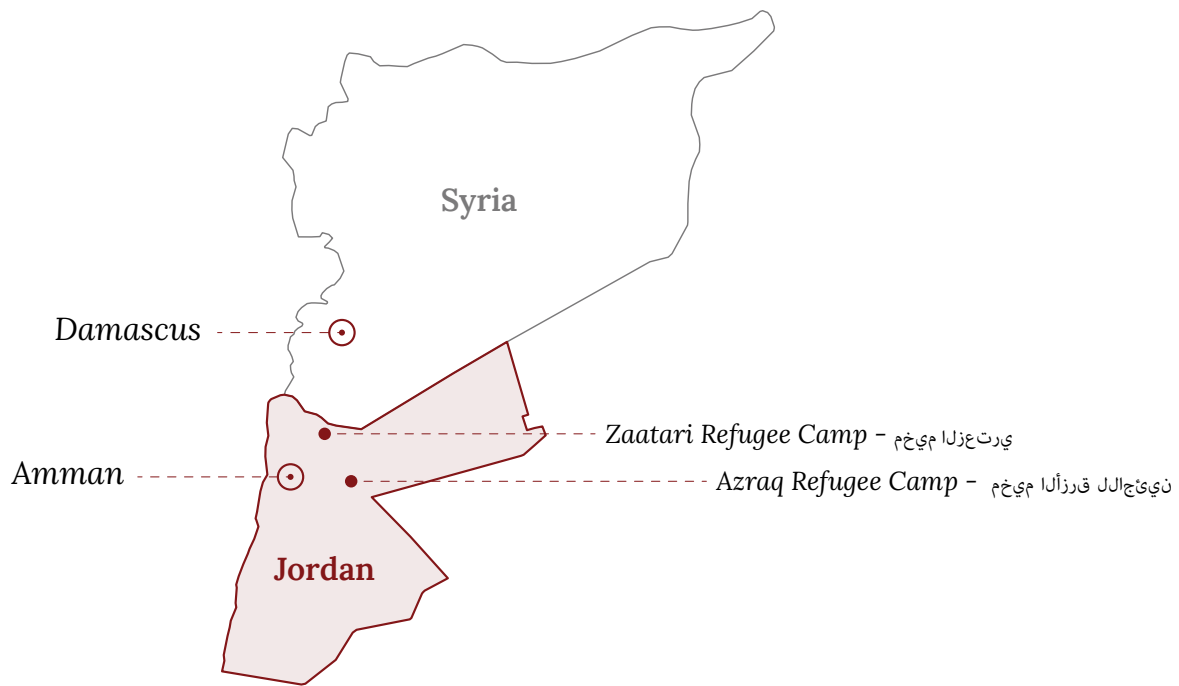 Syria
Damascus
Zaatari Refugee Camp - مخيم الزعتري
Amman
Azraq Refugee Camp - مخيم الأزرق للاجئين
Jordan